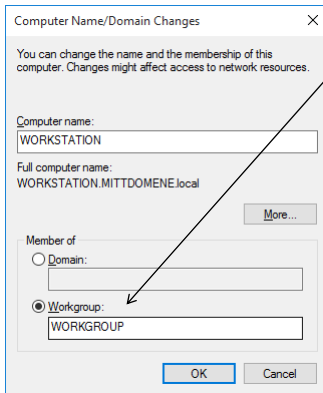 Computer Name/Domain Changes
You can change the name and the membership of this
computer. Changes might affect access to network resources.
Computer name:
WORKSTATION
Full computer name:
WORKSTATION.MITTDOMENE.local
More...
Member of
Domain:
Workgroup:
WORKGROUP
OK
Cancel